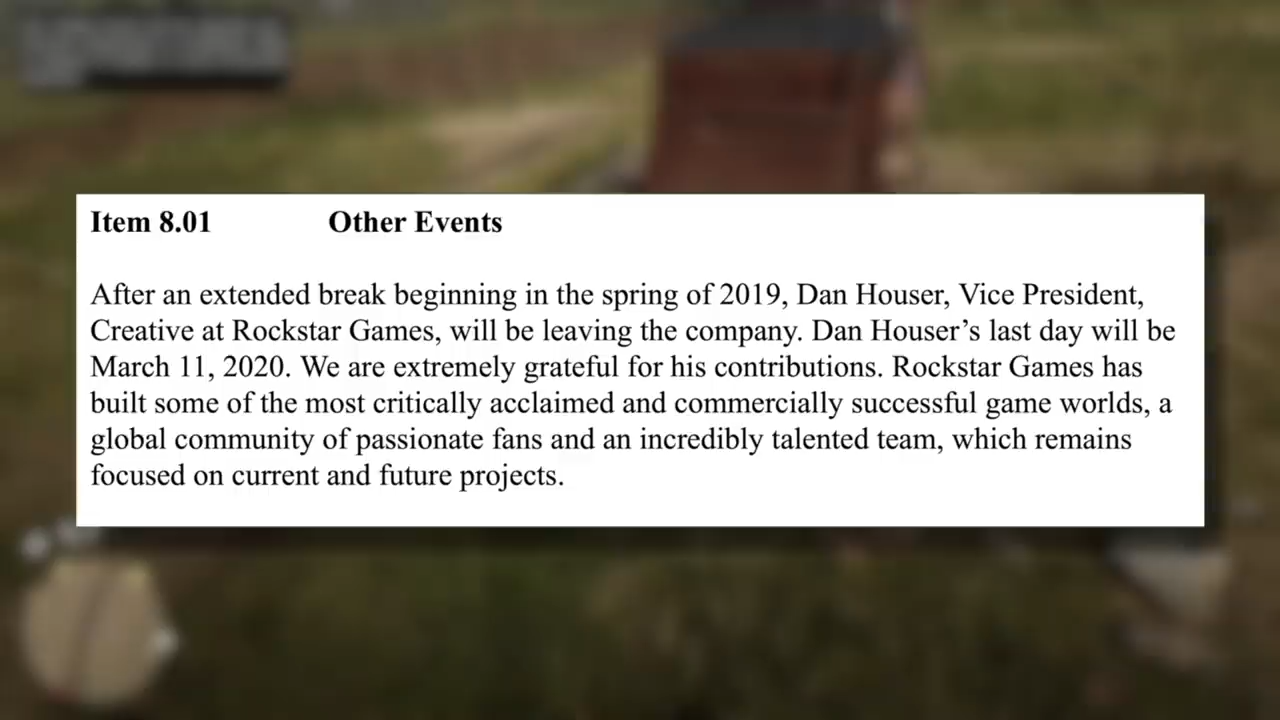 Item 8.01 Other Events
After an extended break beginning in the spring of 2019, Dan Houser, Vice President,
Creative at Rockstar Games, will be leaving the company. Dan Houser’s last day will be
March 11, 2020. We are extremely grateful for his contributions. Rockstar Games has
built some of the most critically acclaimed and commercially successful game worlds, a
global community of passionate fans and an incredibly talented team, which remains
focused on current and future projects.